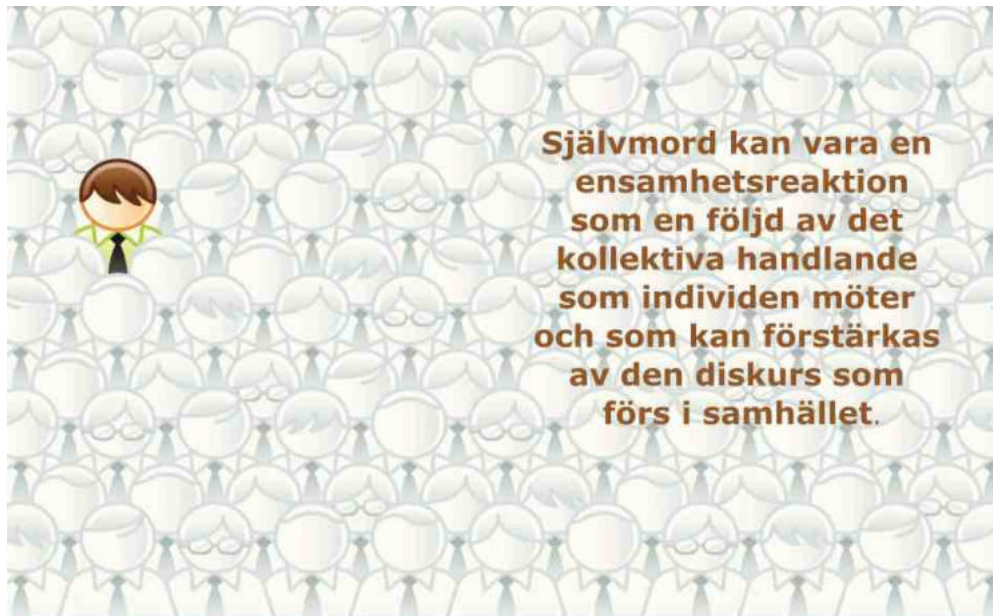 Självmord kan vara en
ensamhetsreaktion
som en följd av det
kollektiva handlande
som individen möter
och som kan förstärkas
av den diskurs som
förs i samhället.